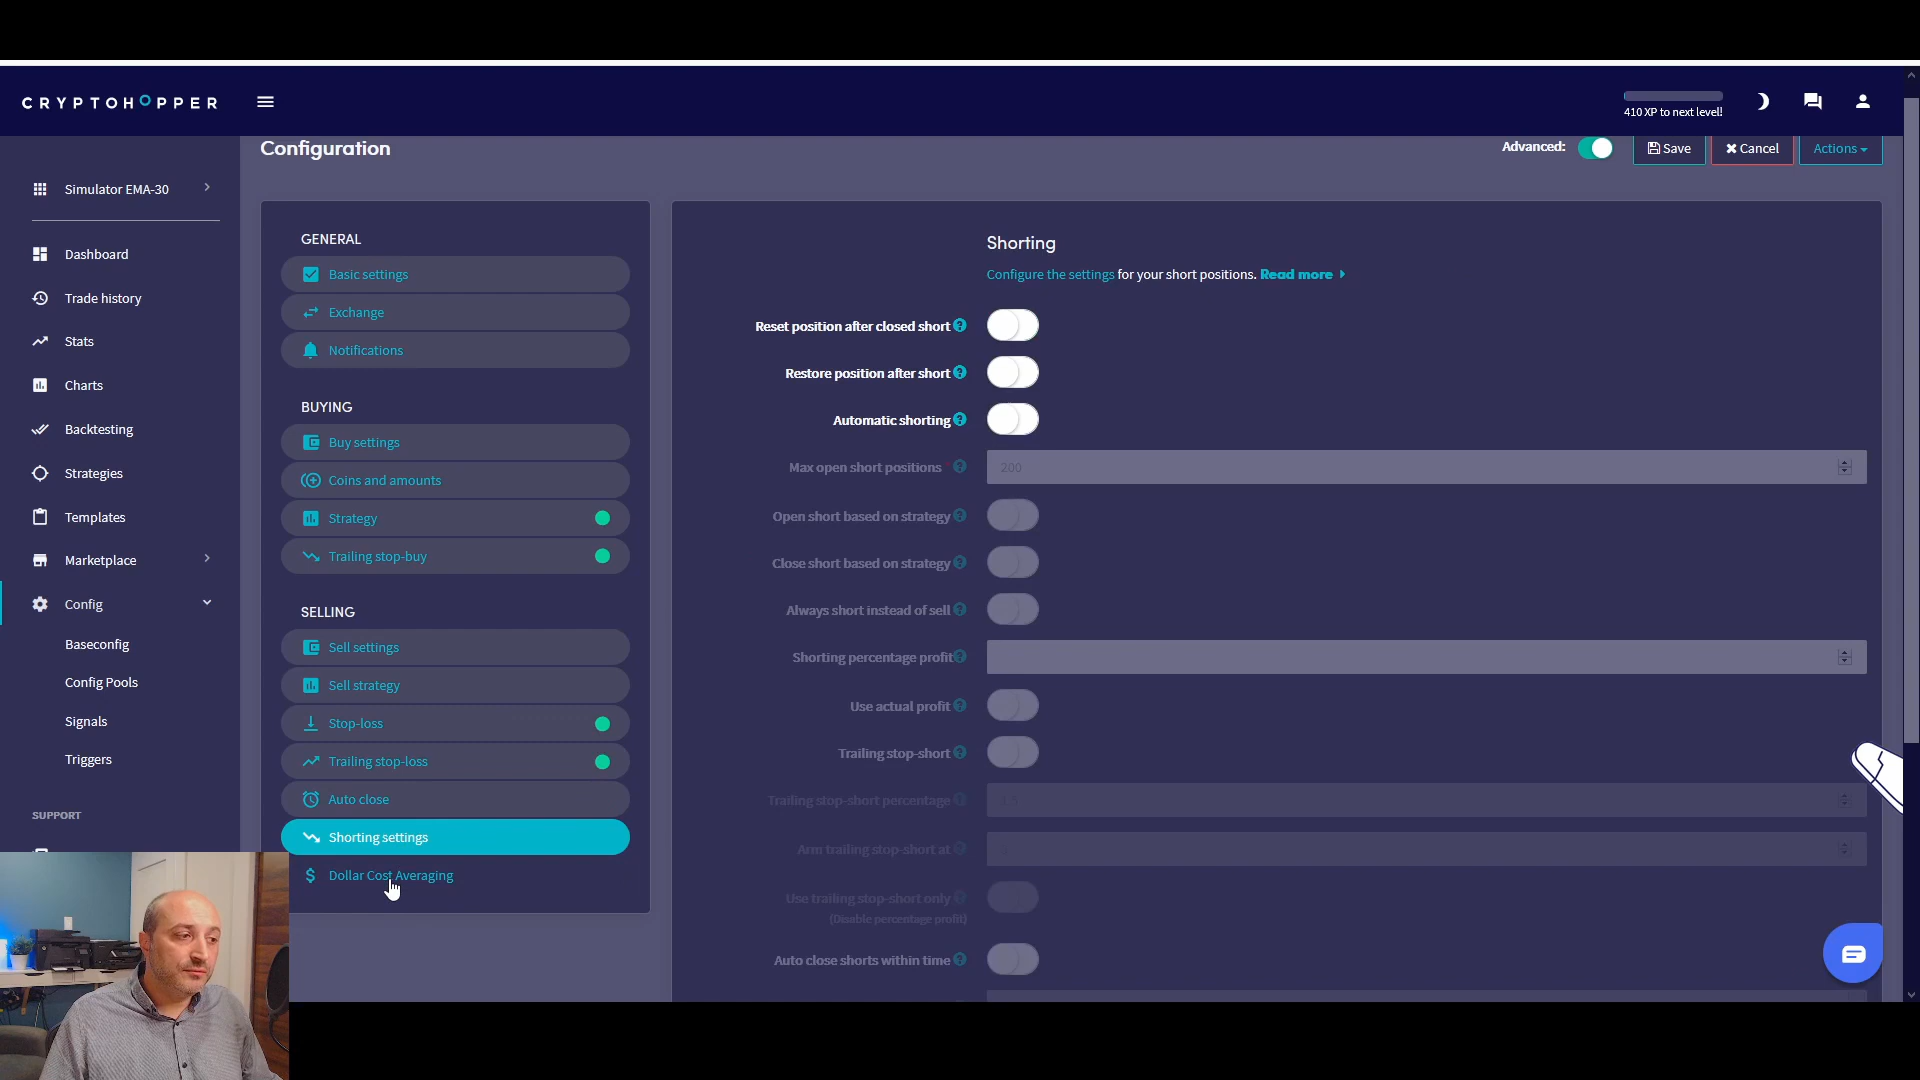 CRYPTOHOPPER
410 XP to next level!
Configuration
Advanced:
Save
Cancel
Actions
Simulator EMA-30
Dashboard
Trade history
Stats
Charts
Backtesting
Strategies
Templates
Marketplace
Config
Baseconfig
Config Pools
Signals
Triggers
SUPPORT
GENERAL
Basic settings
Exchange
Notifications
BUYING
Buy settings
Coins and amounts
Strategy
Trailing stop-buy
SELLING
Sell settings
Sell strategy
Stop-loss
Trailing stop-loss
Auto close
Shorting settings
Dollar Cost Averaging
Shorting
Configure the settings for your short positions. Read more
Reset position after closed short
Restore position after short
Automatic shorting
Max open short positions *
200
Open short based on strategy
Close short based on strategy
Always short instead of sell
Shorting percentage profit
Use actual profit
Trailing stop-short
Trailing stop-short percentage
Arm trailing stop-short at
Use trailing stop-short only
(Disable percentage profit)
Auto close shorts within time